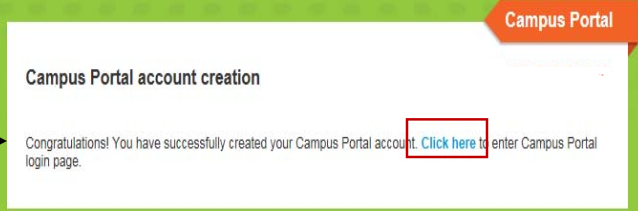 Campus Portal
Campus Portal account creation
Congratulations! You have successfully created your Campus Portal account. Click here to enter Campus Portal
login page.